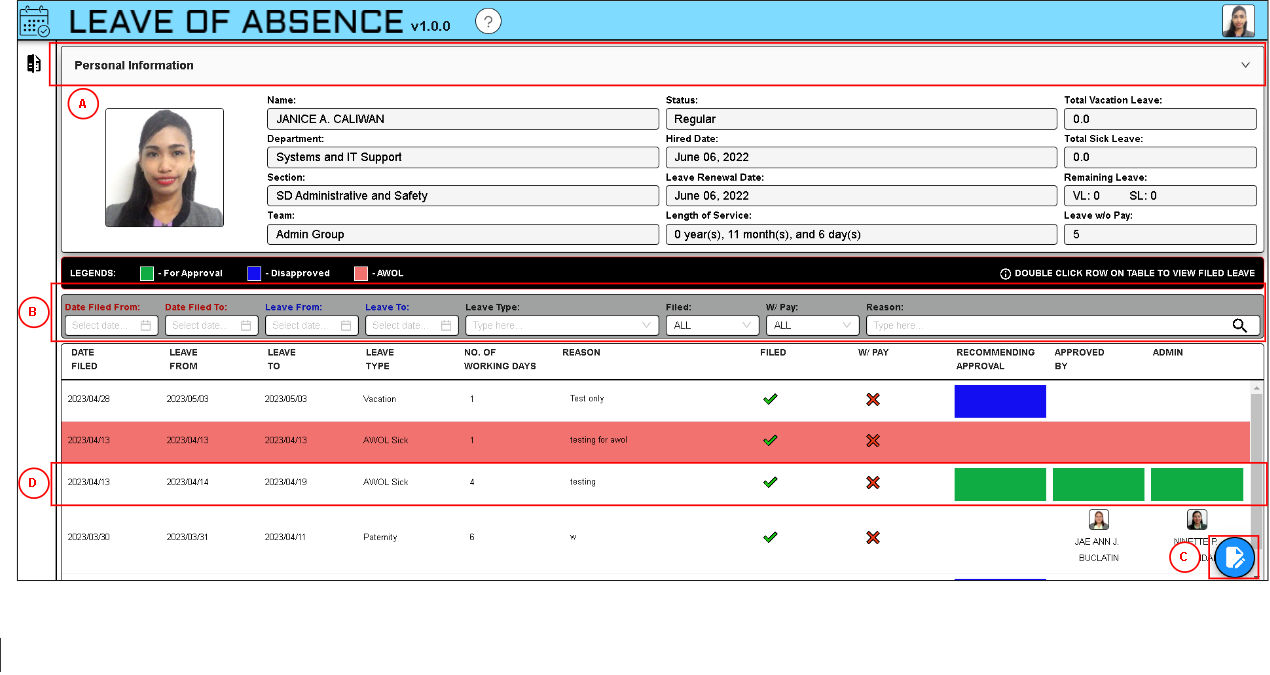 LEAVE OF ABSENCE v1.0.0 ?
Personal Information
A
Name: Status: Total Vacation Leave:
JANICE A. CALIWAN Regular 0.0
Department: Hired Date: Total Sick Leave:
Systems and IT Support June 06, 2022 0.0
Section: Leave Renewal Date: Remaining Leave:
SD Administrative and Safety June 06, 2022 VL: 0 SL: 0
Team: Length of Service: Leave w/o Pay:
Admin Group 0 year(s), 11 month(s), and 6 day(s) 5
LEGENDS: - For Approval - Disapproved - AWOL DOUBLE CLICK ROW ON TABLE TO VIEW FILED LEAVE
B
Date Filed From: Date Filed To: Leave From: Leave To: Leave Type: Filed: W/ Pay: Reason:
Select date... Select date... Select date... Select date... Type here... ALL ALL Type here...
DATE LEAVE LEAVE LEAVE NO. OF REASON FILED W/ PAY RECOMMENDING APPROVED ADMIN
FILED FROM TO TYPE WORKING DAYS APPROVAL BY
2023/04/28 2023/05/03 2023/05/03 Vacation 1 Test only
2023/04/13 2023/04/13 2023/04/13 AWOL Sick 1 testing for awol
D
2023/04/13 2023/04/14 2023/04/19 AWOL Sick 4 testing
2023/03/30 2023/03/31 2023/04/11 Paternity 6 w
JAE ANN J. NINETTE P.
BUCLATIN
C